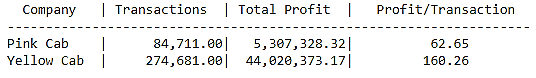 Company | Transactions | Total Profit | Profit/Transaction
----------------------------------------------------------------------
Pink Cab | 84,711.00| 5,307,328.32| 62.65
Yellow Cab | 274,681.00| 44,020,373.17| 160.26